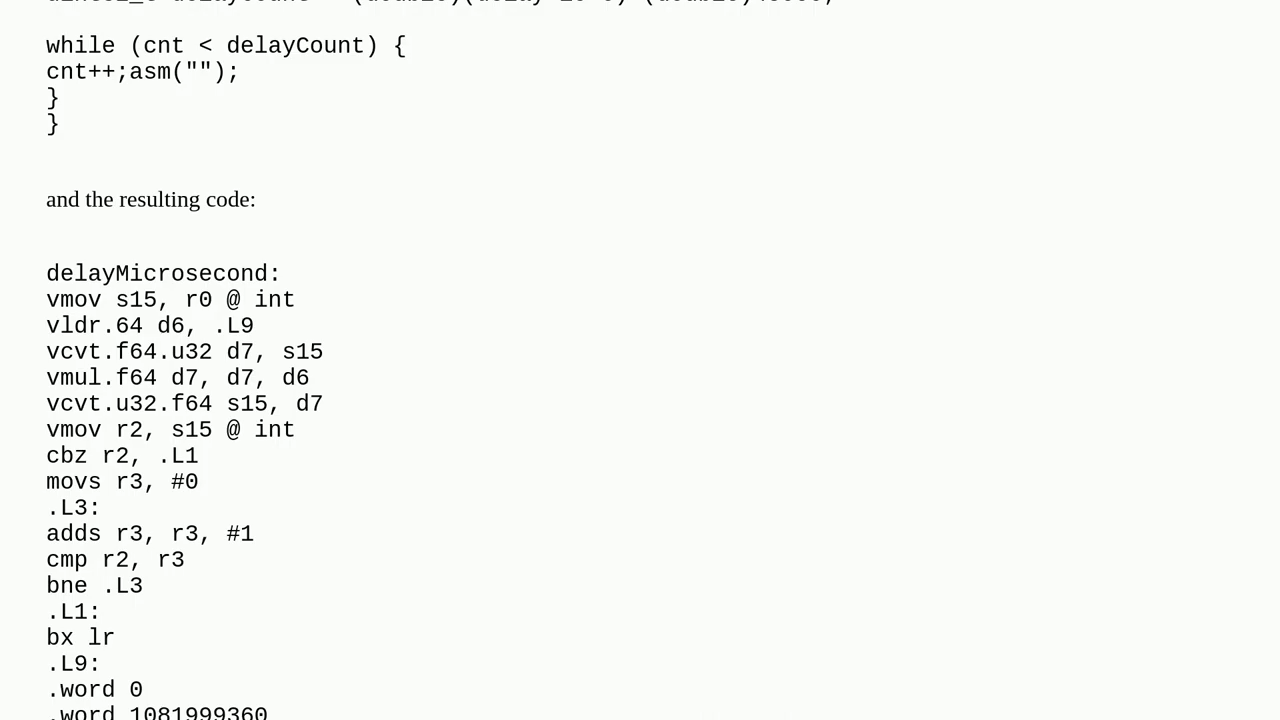 while (cnt < delayCount) {
cnt++;asm("");
}
}
and the resulting code:
delayMicrosecond:
vmov s15, r0 @ int
vldr.64 d6, .L9
vcvt.f64.u32 d7, s15
vmul.f64 d7, d7, d6
vcvt.u32.f64 s15, d7
vmov r2, s15 @ int
cbz r2, .L1
movs r3, #0
.L3:
adds r3, r3, #1
cmp r2, r3
bne .L3
.L1:
bx lr
.L9:
.word 0
.word 1081999360